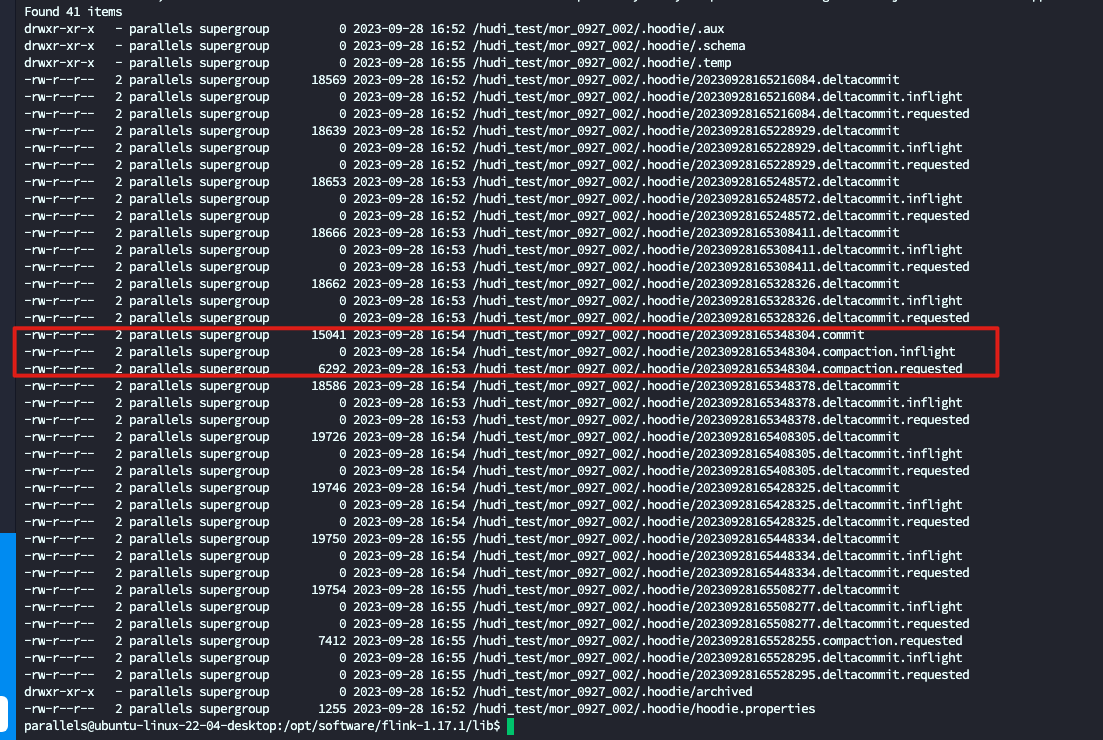 Found 41 items
drwxr-xr-x - parallels supergroup 0 2023-09-28 16:52 /hudi_test/mor_0927_002/.hoodie/.aux
drwxr-xr-x - parallels supergroup 0 2023-09-28 16:52 /hudi_test/mor_0927_002/.hoodie/.schema
drwxr-xr-x - parallels supergroup 0 2023-09-28 16:55 /hudi_test/mor_0927_002/.hoodie/.temp
-rw-r--r-- 2 parallels supergroup 18569 2023-09-28 16:52 /hudi_test/mor_0927_002/.hoodie/20230928165216084.deltacommit
-rw-r--r-- 2 parallels supergroup 0 2023-09-28 16:52 /hudi_test/mor_0927_002/.hoodie/20230928165216084.deltacommit.inflight
-rw-r--r-- 2 parallels supergroup 0 2023-09-28 16:52 /hudi_test/mor_0927_002/.hoodie/20230928165216084.deltacommit.requested
-rw-r--r-- 2 parallels supergroup 18639 2023-09-28 16:52 /hudi_test/mor_0927_002/.hoodie/20230928165228929.deltacommit
-rw-r--r-- 2 parallels supergroup 0 2023-09-28 16:52 /hudi_test/mor_0927_002/.hoodie/20230928165228929.deltacommit.inflight
-rw-r--r-- 2 parallels supergroup 0 2023-09-28 16:52 /hudi_test/mor_0927_002/.hoodie/20230928165228929.deltacommit.requested
-rw-r--r-- 2 parallels supergroup 18653 2023-09-28 16:53 /hudi_test/mor_0927_002/.hoodie/20230928165248572.deltacommit
-rw-r--r-- 2 parallels supergroup 0 2023-09-28 16:52 /hudi_test/mor_0927_002/.hoodie/20230928165248572.deltacommit.inflight
-rw-r--r-- 2 parallels supergroup 0 2023-09-28 16:52 /hudi_test/mor_0927_002/.hoodie/20230928165248572.deltacommit.requested
-rw-r--r-- 2 parallels supergroup 18666 2023-09-28 16:53 /hudi_test/mor_0927_002/.hoodie/20230928165308411.deltacommit
-rw-r--r-- 2 parallels supergroup 0 2023-09-28 16:53 /hudi_test/mor_0927_002/.hoodie/20230928165308411.deltacommit.inflight
-rw-r--r-- 2 parallels supergroup 0 2023-09-28 16:53 /hudi_test/mor_0927_002/.hoodie/20230928165308411.deltacommit.requested
-rw-r--r-- 2 parallels supergroup 18662 2023-09-28 16:53 /hudi_test/mor_0927_002/.hoodie/20230928165328326.deltacommit
-rw-r--r-- 2 parallels supergroup 0 2023-09-28 16:53 /hudi_test/mor_0927_002/.hoodie/20230928165328326.deltacommit.inflight
-rw-r--r-- 2 parallels supergroup 0 2023-09-28 16:53 /hudi_test/mor_0927_002/.hoodie/20230928165328326.deltacommit.requested
-rw-r--r-- 2 parallels supergroup 15041 2023-09-28 16:54 /hudi_test/mor_0927_002/.hoodie/20230928165348304.commit
-rw-r--r-- 2 parallels supergroup 0 2023-09-28 16:54 /hudi_test/mor_0927_002/.hoodie/20230928165348304.compaction.inflight
-rw-r--r-- 2 parallels supergroup 6292 2023-09-28 16:53 /hudi_test/mor_0927_002/.hoodie/20230928165348304.compaction.requested
-rw-r--r-- 2 parallels supergroup 18586 2023-09-28 16:54 /hudi_test/mor_0927_002/.hoodie/20230928165348378.deltacommit
-rw-r--r-- 2 parallels supergroup 0 2023-09-28 16:53 /hudi_test/mor_0927_002/.hoodie/20230928165348378.deltacommit.inflight
-rw-r--r-- 2 parallels supergroup 0 2023-09-28 16:53 /hudi_test/mor_0927_002/.hoodie/20230928165348378.deltacommit.requested
-rw-r--r-- 2 parallels supergroup 19726 2023-09-28 16:54 /hudi_test/mor_0927_002/.hoodie/20230928165408305.deltacommit
-rw-r--r-- 2 parallels supergroup 0 2023-09-28 16:54 /hudi_test/mor_0927_002/.hoodie/20230928165408305.deltacommit.inflight
-rw-r--r-- 2 parallels supergroup 0 2023-09-28 16:54 /hudi_test/mor_0927_002/.hoodie/20230928165408305.deltacommit.requested
-rw-r--r-- 2 parallels supergroup 19746 2023-09-28 16:54 /hudi_test/mor_0927_002/.hoodie/20230928165428325.deltacommit
-rw-r--r-- 2 parallels supergroup 0 2023-09-28 16:54 /hudi_test/mor_0927_002/.hoodie/20230928165428325.deltacommit.inflight
-rw-r--r-- 2 parallels supergroup 0 2023-09-28 16:54 /hudi_test/mor_0927_002/.hoodie/20230928165428325.deltacommit.requested
-rw-r--r-- 2 parallels supergroup 19750 2023-09-28 16:55 /hudi_test/mor_0927_002/.hoodie/20230928165448334.deltacommit
-rw-r--r-- 2 parallels supergroup 0 2023-09-28 16:54 /hudi_test/mor_0927_002/.hoodie/20230928165448334.deltacommit.inflight
-rw-r--r-- 2 parallels supergroup 0 2023-09-28 16:54 /hudi_test/mor_0927_002/.hoodie/20230928165448334.deltacommit.requested
-rw-r--r-- 2 parallels supergroup 19754 2023-09-28 16:55 /hudi_test/mor_0927_002/.hoodie/20230928165508277.deltacommit
-rw-r--r-- 2 parallels supergroup 0 2023-09-28 16:55 /hudi_test/mor_0927_002/.hoodie/20230928165508277.deltacommit.inflight
-rw-r--r-- 2 parallels supergroup 0 2023-09-28 16:55 /hudi_test/mor_0927_002/.hoodie/20230928165508277.deltacommit.requested
-rw-r--r-- 2 parallels supergroup 7412 2023-09-28 16:55 /hudi_test/mor_0927_002/.hoodie/20230928165528255.compaction.requested
-rw-r--r-- 2 parallels supergroup 0 2023-09-28 16:55 /hudi_test/mor_0927_002/.hoodie/20230928165528295.deltacommit.inflight
-rw-r--r-- 2 parallels supergroup 0 2023-09-28 16:55 /hudi_test/mor_0927_002/.hoodie/20230928165528295.deltacommit.requested
drwxr-xr-x - parallels supergroup 0 2023-09-28 16:52 /hudi_test/mor_0927_002/.hoodie/archived
-rw-r--r-- 2 parallels supergroup 1255 2023-09-28 16:52 /hudi_test/mor_0927_002/.hoodie/hoodie.properties
parallels@ubuntu-linux-22-04-desktop:/opt/software/flink-1.17.1/lib$